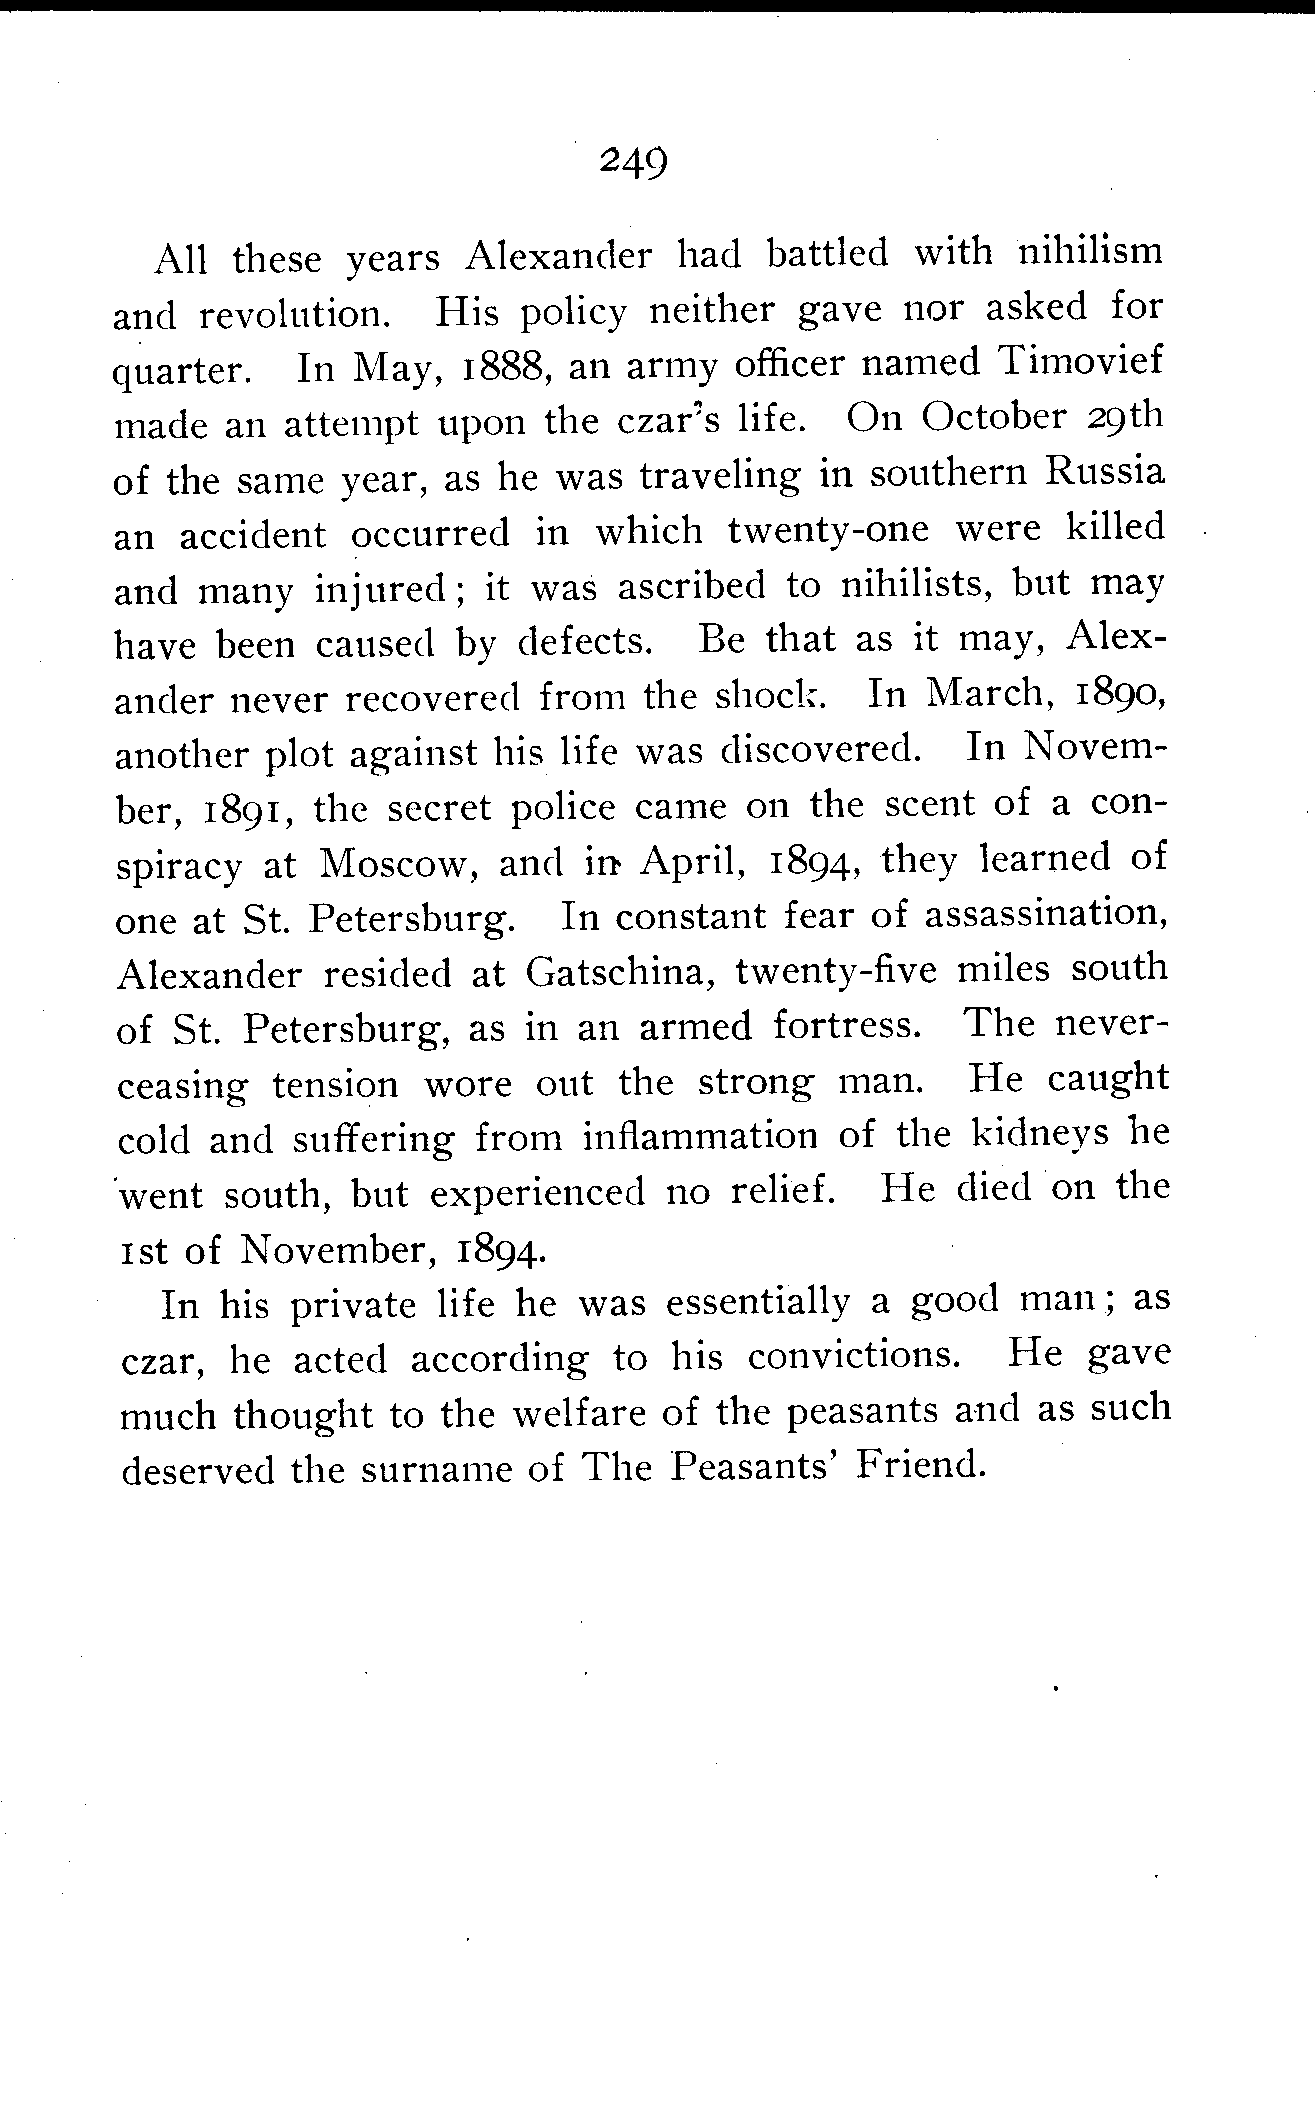 249
All these years Alexander had battled with nihilism
and revolution. His policy neither gave nor asked for
quarter. In May, 1888, an army officer named Timovief
made an attempt upon the czar's life. On October 29th
of the same year, as he was traveling in southern Russia
an accident occurred in which twenty-one were killed
and many injured; it was ascribed to nihilists, but may
have been caused by defects. Be that as it may, Alex-
ander never recovered from the shock. In March, 1890,
another plot against his life was discovered. In Novem-
ber, 1891, the secret police came on the scent of a con-
spiracy at Moscow, and in April, 1894, they learned of
one at St. Petersburg. In constant fear of assassination,
Alexander resided at Gatschina, twenty-five miles south
of St. Petersburg, as in an armed fortress. The never-
ceasing tension wore out the strong man. He caught
cold and suffering from inflammation of the kidneys he
went south, but experienced no relief. He died on the
1st of November, 1894.
In his private life he was essentially a good man; as
czar, he acted according to his convictions. He gave
much thought to the welfare of the peasants and as such
deserved the surname of The Peasants' Friend.